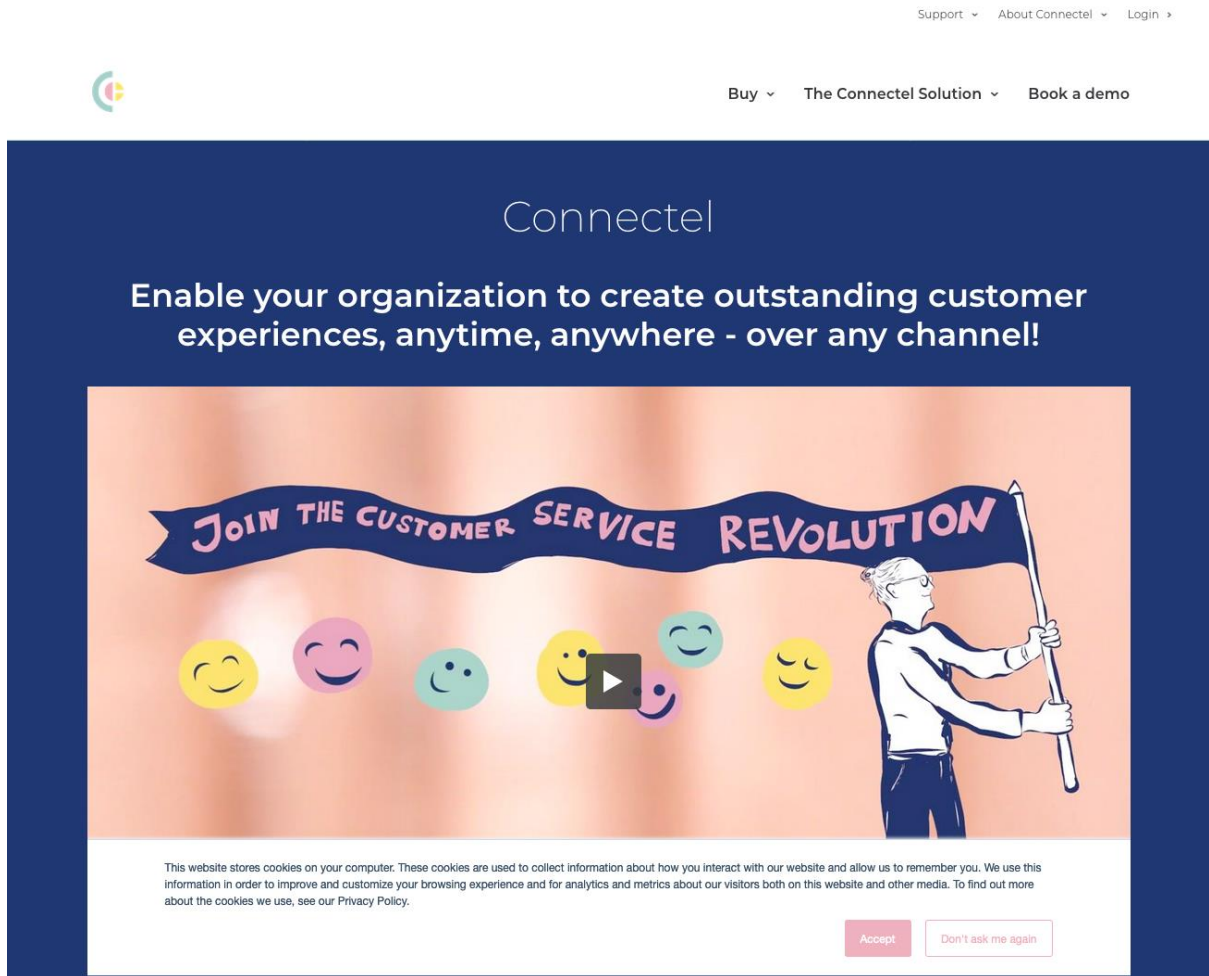 Support
About Connectel
Login
Buy
The Connectel Solution
Book a demo
Connectel
Enable your organization to create outstanding customer
experiences, anytime, anywhere - over any channel!
JOIN THE CUSTOMER SERVICE REVOLUTION
This website stores cookies on your computer. These cookies are used to collect information about how you interact with our website and allow us to remember you. We use this
information in order to improve and customize your browsing experience and for analytics and metrics about our visitors both on this website and other media. To find out more
about the cookies we use, see our Privacy Policy.
Accept
Don't ask me again